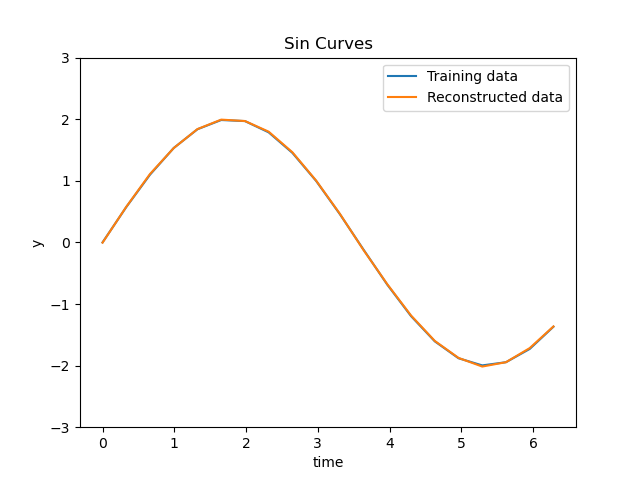 Sin Curves
Training data
Reconstructed data
3
2
1
0
−1
−2
−3
y
0 1 2 3 4 5 6
time